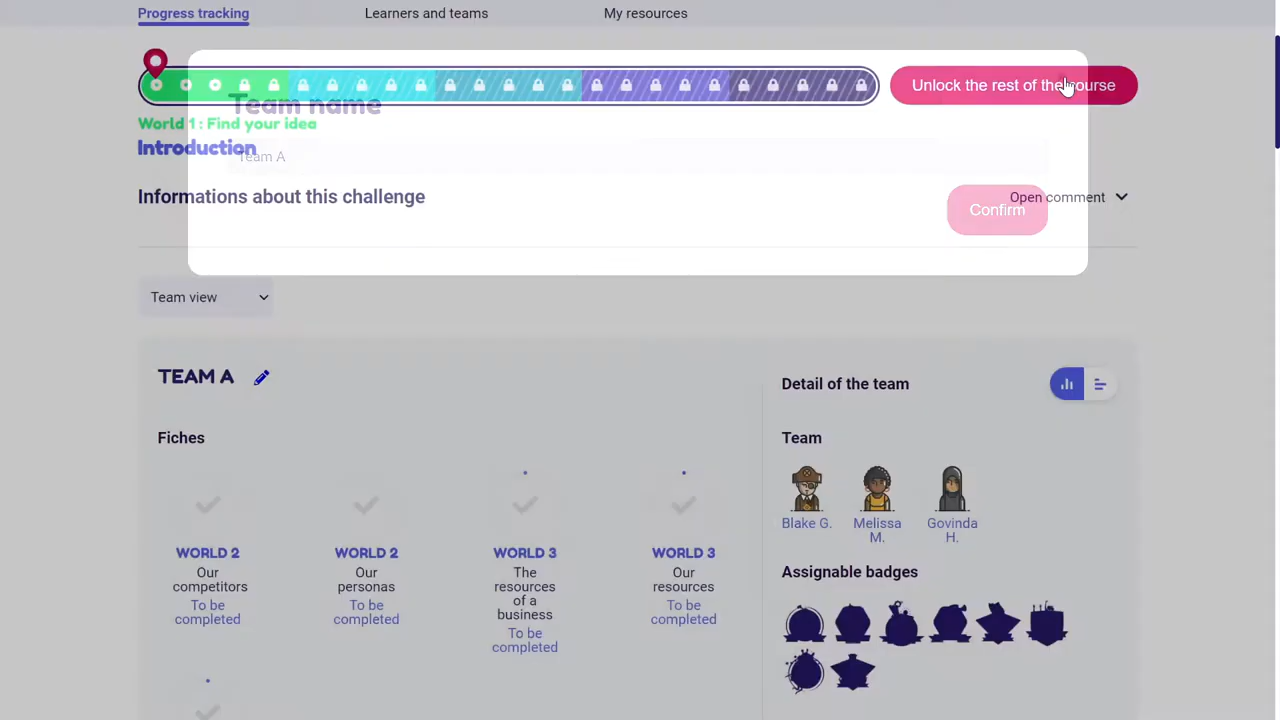 Progress tracking
Learners and teams
My resources
Unlock the rest of the course
Team name
World 1 : Find your idea
Introduction
Team A
Informations about this challenge
Open comment
Confirm
Team view
TEAM A
Detail of the team
Fiches
Team
Blake G.
Melissa
M.
Govinda
H.
WORLD 2
Our
competitors
To be
completed
WORLD 2
Our
personas
To be
completed
WORLD 3
The
resources
of a
business
To be
completed
WORLD 3
Our
resources
To be
completed
Assignable badges